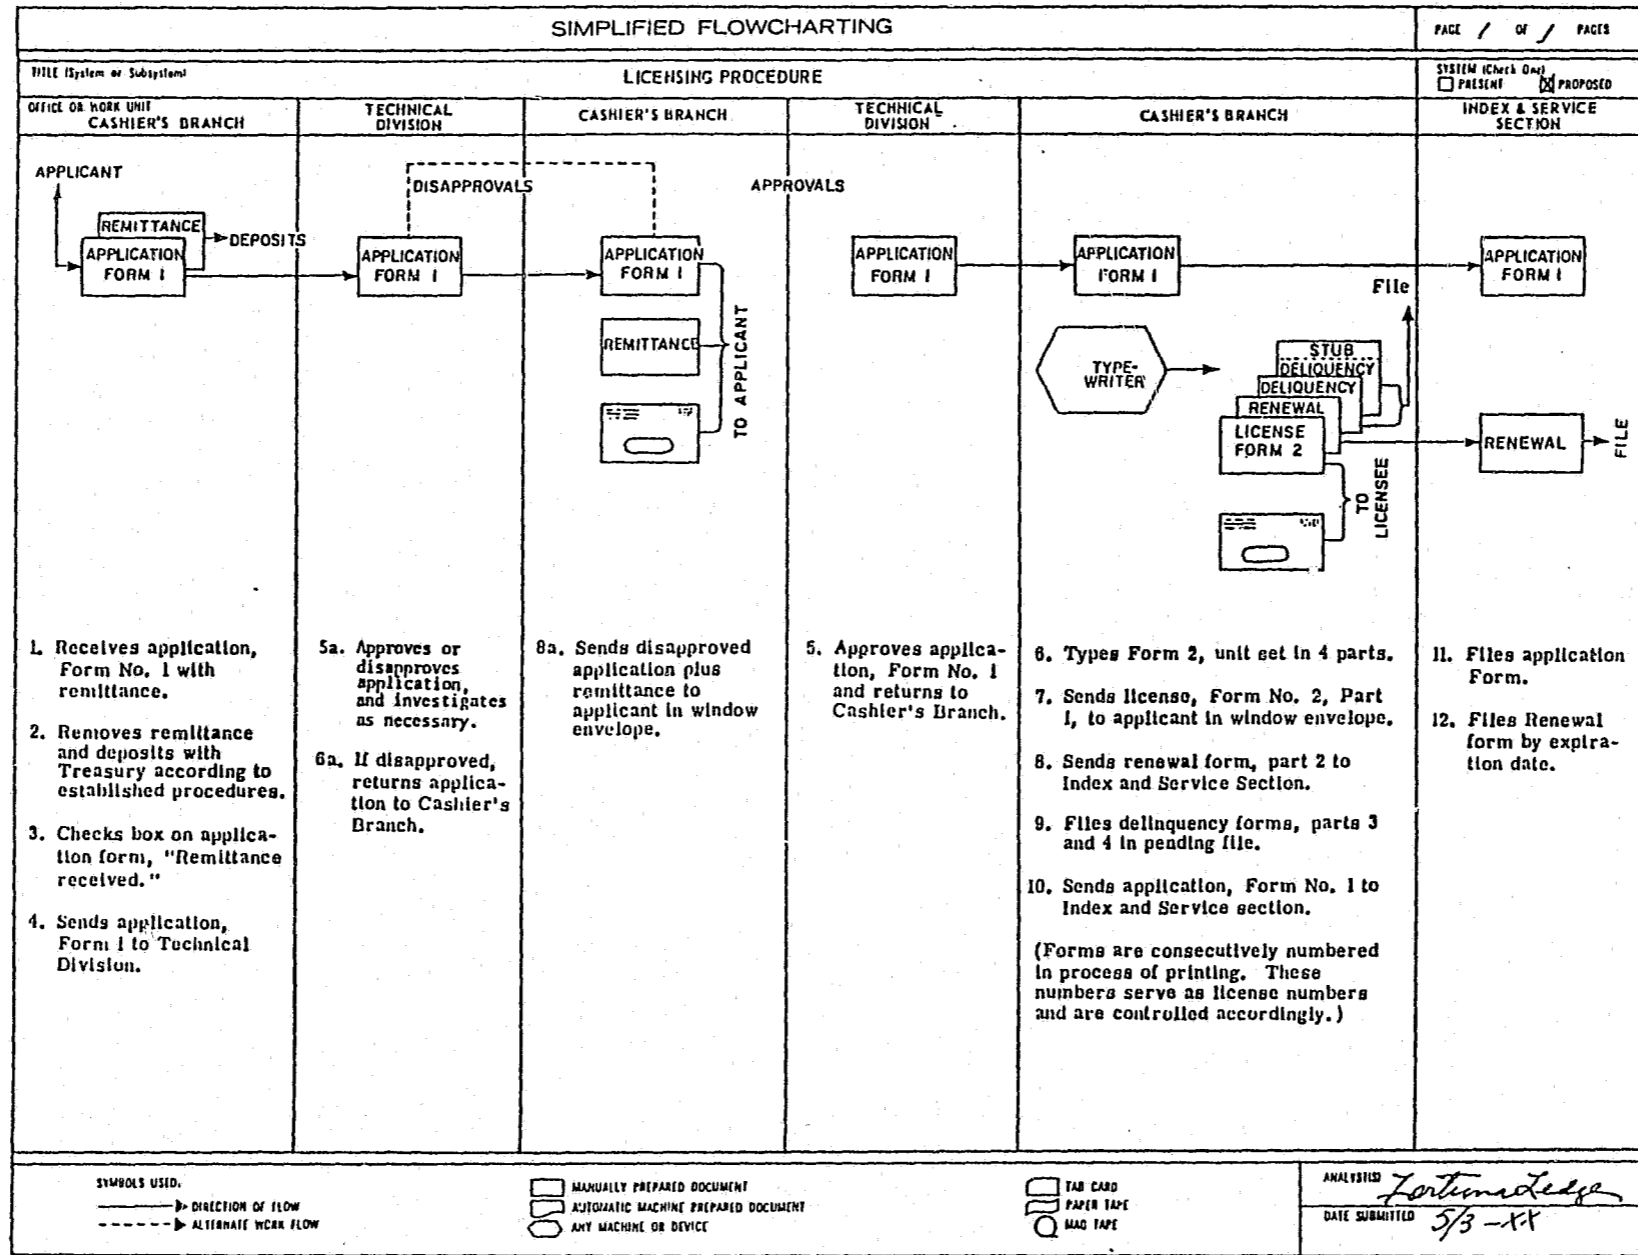 SIMPLIFIED FLOWCHARTING
PAGE 1 OF 1 PAGES
TITLE (System or Subsystem)
LICENSING PROCEDURE
SYSTEM (Check One)
PRESENT
PROPOSED
OFFICE OR WORK UNIT
CASHIER'S BRANCH
TECHNICAL
DIVISION
CASHIER'S BRANCH
TECHNICAL
DIVISION
CASHIER'S BRANCH
INDEX & SERVICE
SECTION
APPLICANT
REMITTANCE
DEPOSITS
APPLICATION
FORM 1
DISAPPROVALS
APPLICATION
FORM 1
APPLICATION
FORM 1
REMITTANCE
TO APPLICANT
APPROVALS
APPLICATION
FORM 1
APPLICATION
FORM 1
File
TYPE-
WRITER
STUB
DELIQUENCY
DELIQUENCY
RENEWAL
LICENSE
FORM 2
TO
LICENSEE
APPLICATION
FORM 1
RENEWAL
FILE
1. Receives application,
Form No. 1 with
remittance.
2. Removes remittance
and deposits with
Treasury according to
established procedures.
3. Checks box on applica-
tion form, "Remittance
received."
4. Sends application,
Form 1 to Technical
Division.
5a. Approves or
disapproves
application,
and investigates
as necessary.
6a. If disapproved,
returns applica-
tion to Cashier's
Branch.
8a. Sends disapproved
application plus
remittance to
applicant in window
envelope.
5. Approves applica-
tion, Form No. 1
and returns to
Cashier's Branch.
6. Types Form 2, unit set in 4 parts.
7. Sends license, Form No. 2, Part
1, to applicant in window envelope.
8. Sends renewal form, part 2 to
Index and Service Section.
9. Files delinquency forms, parts 3
and 4 in pending file.
10. Sends application, Form No. 1 to
Index and Service section.
(Forms are consecutively numbered
in process of printing. These
numbers serve as license numbers
and are controlled accordingly.)
11. Files application
Form.
12. Files Renewal
form by expira-
tion date.
SYMBOLS USED.
DIRECTION OF FLOW
ALTERNATE WORK FLOW
MANUALLY PREPARED DOCUMENT
AUTOMATIC MACHINE PREPARED DOCUMENT
ANY MACHINE OR DEVICE
TAB CARD
PAPER TAPE
MAG TAPE
ANALYST(S)
DATE SUBMITTED 5/3-XX